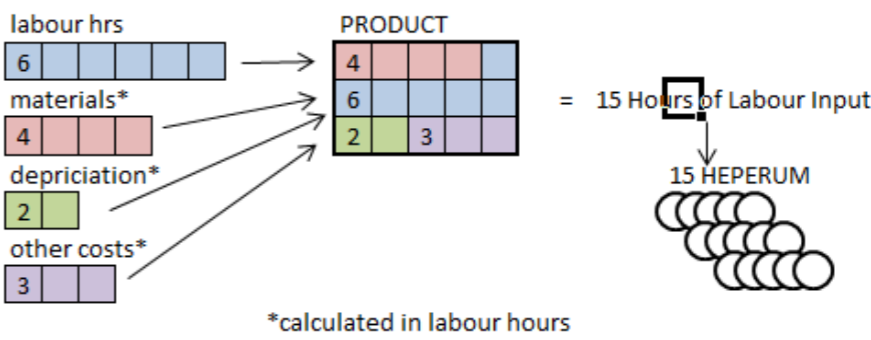 labour hrs
6
materials*
4
depriciation*
2
other costs*
3
PRODUCT
4
6
2 3
= 15 Hours of Labour Input
15 HEPERUM
*calculated in labour hours